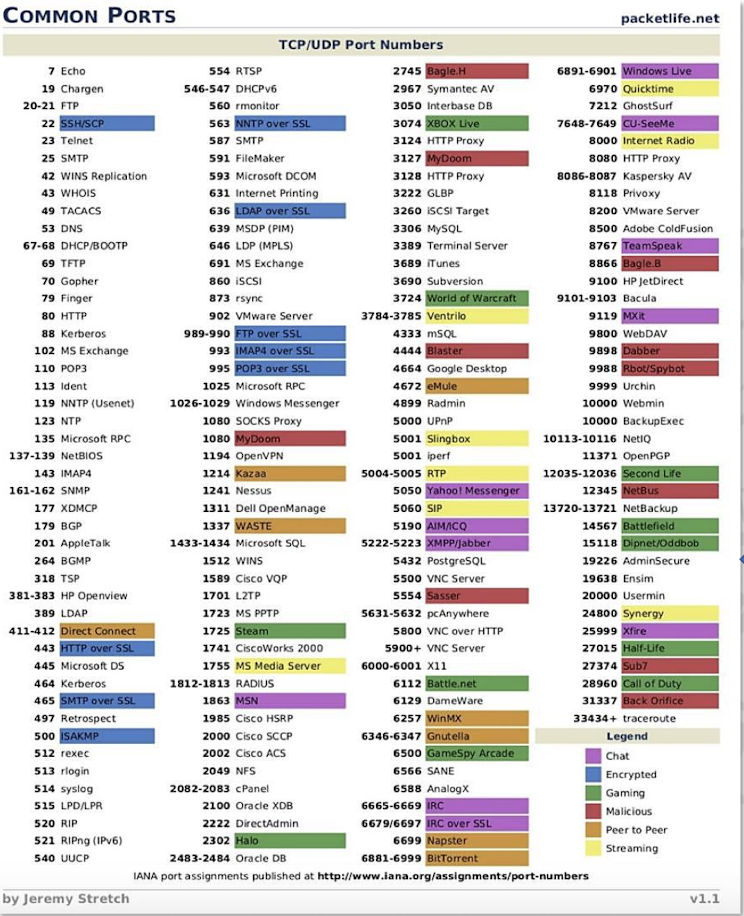 COMMON PORTS
packetlife.net
TCP/UDP Port Numbers
7 Echo
19 Chargen
20-21 FTP
22 SSH/SCP
23 Telnet
25 SMTP
42 WINS Replication
43 WHOIS
49 TACACS
53 DNS
67-68 DHCP/BOOTP
69 TFTP
70 Gopher
79 Finger
80 HTTP
88 Kerberos
102 MS Exchange
110 POP3
113 Ident
119 NNTP (Usenet)
123 NTP
135 Microsoft RPC
137-139 NetBIOS
143 IMAP4
161-162 SNMP
177 XDMCP
179 BGP
201 AppleTalk
264 BGMP
318 TSP
381-383 HP Openview
389 LDAP
411-412 Direct Connect
443 HTTP over SSL
445 Microsoft DS
464 Kerberos
465 SMTP over SSL
497 Retrospect
500 ISAKMP
512 rexec
513 rlogin
514 syslog
515 LPD/LPR
520 RIP
521 RIPng (IPv6)
540 UUCP
554 RTSP
546-547 DHCPv6
560 rmonitor
563 NNTP over SSL
587 SMTP
591 FileMaker
593 Microsoft DCOM
631 Internet Printing
636 LDAP over SSL
639 MSDP (PIM)
646 LDP (MPLS)
691 MS Exchange
860 iSCSI
873 rsync
902 VMware Server
989-990 FTP over SSL
993 IMAP4 over SSL
995 POP3 over SSL
1025 Microsoft RPC
1026-1029 Windows Messenger
1080 SOCKS Proxy
1080 MyDoom
1194 OpenVPN
1214 Kazaa
1241 Nessus
1311 Dell OpenManage
1337 WASTE
1433-1434 Microsoft SQL
1512 WINS
1589 Cisco VQP
1701 L2TP
1723 MS PPTP
1725 Steam
1741 CiscoWorks 2000
1755 MS Media Server
1812-1813 RADIUS
1863 MSN
1985 Cisco HSRP
2000 Cisco SCCP
2002 Cisco ACS
2049 NFS
2082-2083 cPanel
2100 Oracle XDB
2222 DirectAdmin
2302 Halo
2483-2484 Oracle DB
2745 Bagle.H
2967 Symantec AV
3050 Interbase DB
3074 XBOX Live
3124 HTTP Proxy
3127 MyDoom
3128 HTTP Proxy
3222 GLBP
3260 iSCSI Target
3306 MySQL
3389 Terminal Server
3689 iTunes
3690 Subversion
3724 World of Warcraft
3784-3785 Ventrilo
4333 mSQL
4444 Blaster
4664 Google Desktop
4672 eMule
4899 Radmin
5000 UPnP
5001 Slingbox
5001 iperf
5004-5005 RTP
5050 Yahoo! Messenger
5060 SIP
5190 AIM/ICQ
5222-5223 XMPP/Jabber
5432 PostgreSQL
5500 VNC Server
5554 Sasser
5631-5632 pcAnywhere
5800 VNC over HTTP
5900+ VNC Server
6000-6001 X11
6112 Battle.net
6129 DameWare
6257 WinMX
6346-6347 Gnutella
6500 GameSpy Arcade
6566 SANE
6588 AnalogX
6665-6669 IRC
6679/6697 IRC over SSL
6699 Napster
6881-6999 BitTorrent
6891-6901 Windows Live
6970 Quicktime
7212 GhostSurf
7648-7649 CU-SeeMe
8000 Internet Radio
8080 HTTP Proxy
8086-8087 Kaspersky AV
8118 Privoxy
8200 VMware Server
8500 Adobe ColdFusion
8767 TeamSpeak
8866 Bagle.B
9100 HP JetDirect
9101-9103 Bacula
9119 MXit
9800 WebDAV
9898 Dabber
9988 Rbot/Spybot
9999 Urchin
10000 Webmin
10000 BackupExec
10113-10116 NetIQ
11371 OpenPGP
12035-12036 Second Life
12345 NetBus
13720-13721 NetBackup
14567 Battlefield
15118 Dipnet/Oddbob
19226 AdminSecure
19638 Ensim
20000 Usermin
24800 Synergy
25999 Xfire
27015 Half-Life
27374 Sub7
28960 Call of Duty
31337 Back Orifice
33434+ traceroute
Legend
Chat
Encrypted
Gaming
Malicious
Peer to Peer
Streaming
IANA port assignments published at http://www.iana.org/assignments/port-numbers
by Jeremy Stretch
v1.1